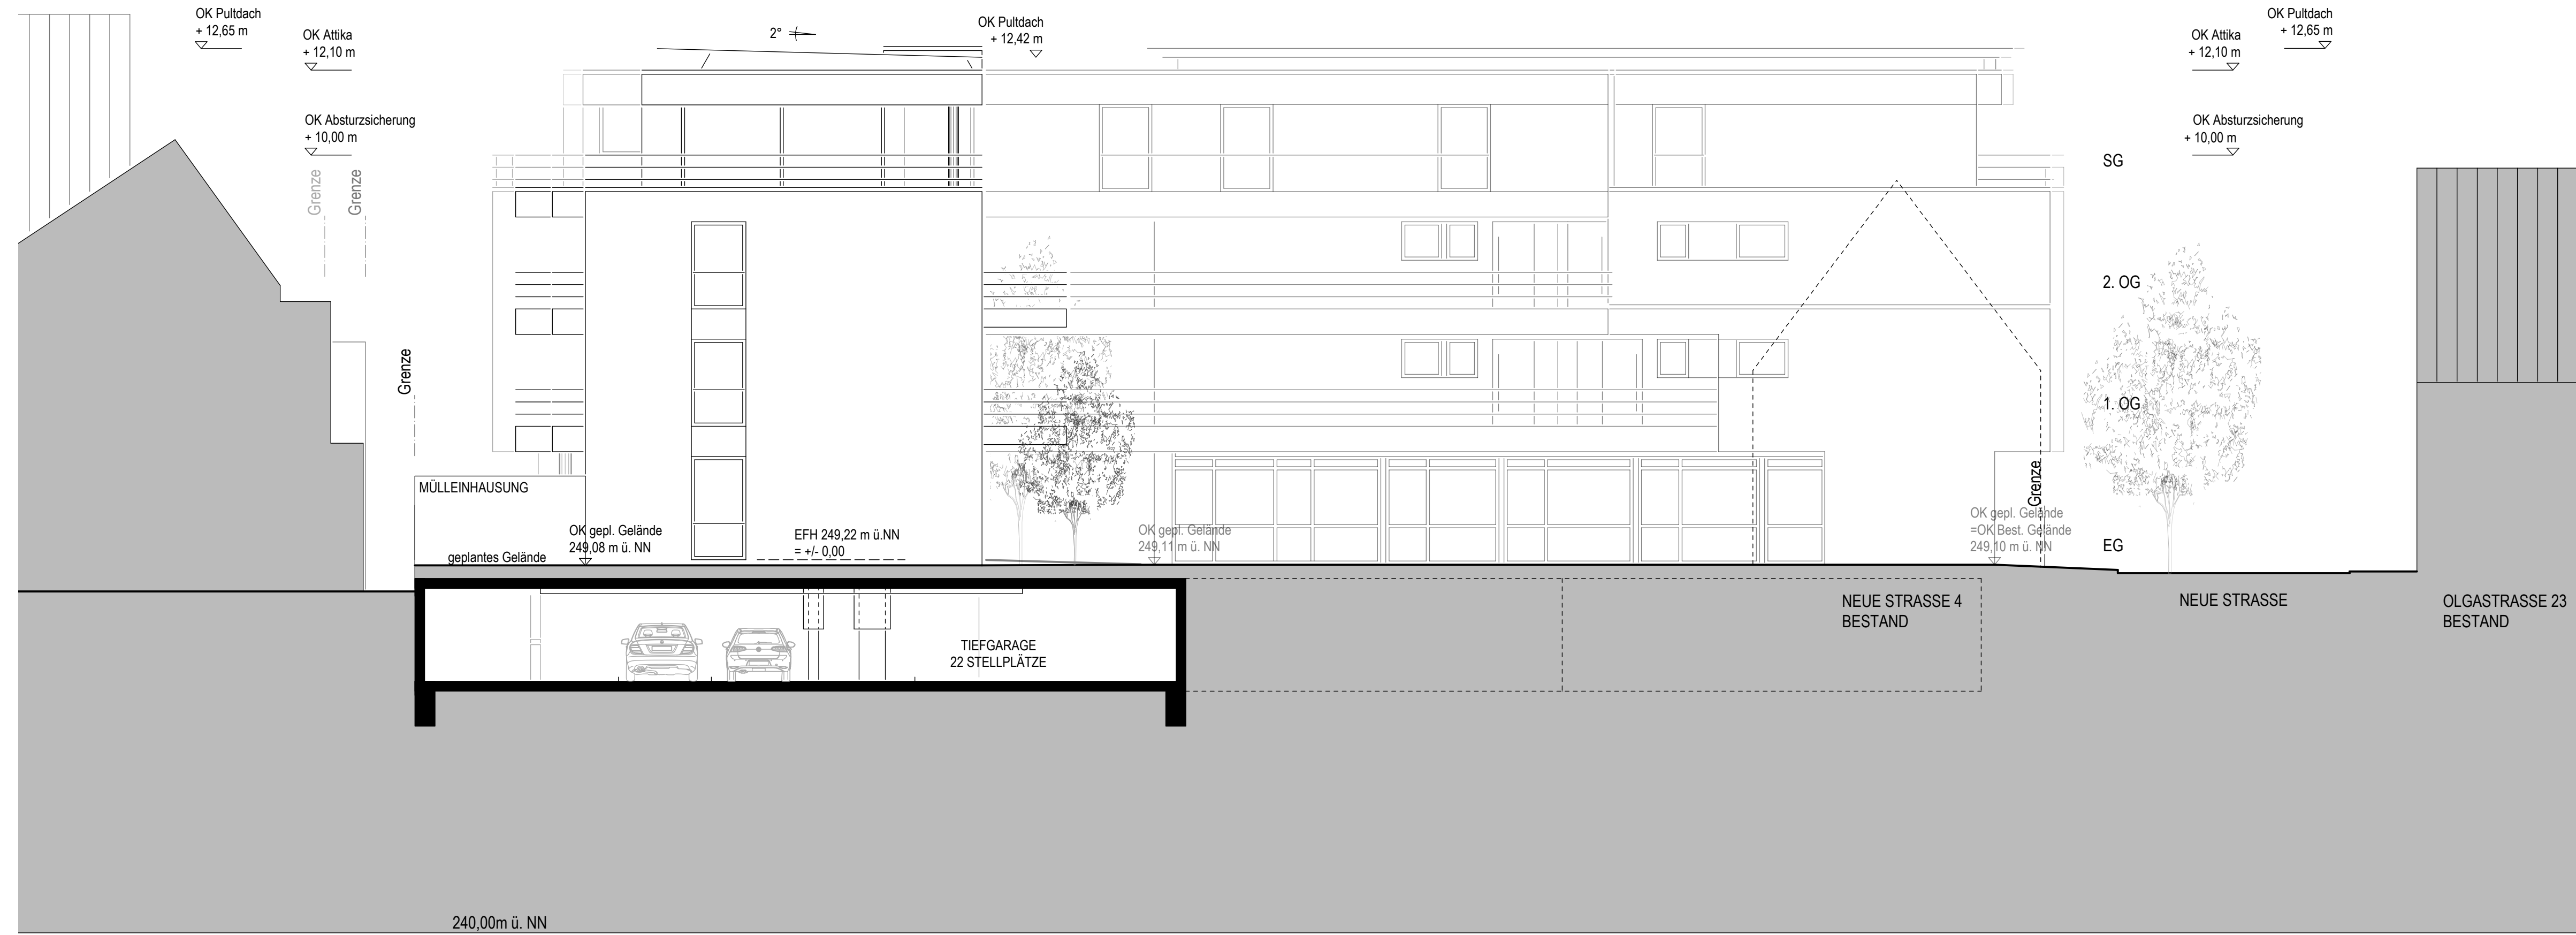 OK Pultdach
+ 12,65 m
OK Attika
+ 12,10 m
OK Absturzsicherung
+ 10,00 m
Grenze
Grenze
Grenze
2°
OK Pultdach
+ 12,42 m
OK Pultdach
+ 12,65 m
OK Attika
+ 12,10 m
OK Absturzsicherung
+ 10,00 m
SG
2. OG
1. OG
EG
MÜLLEINHAUSUNG
geplantes Gelände
OK gepl. Gelände
249,08 m ü. NN
EFH 249,22 m ü.NN
= +/- 0,00
OK gepl. Gelände
249,11 m ü. NN
Grenze
OK gepl. Gelände
=OK Best. Gelände
249,10 m ü. NN
TIEFGARAGE
22 STELLPLÄTZE
NEUE STRASSE 4
BESTAND
NEUE STRASSE
OLGASTRASSE 23
BESTAND
240,00m ü. NN